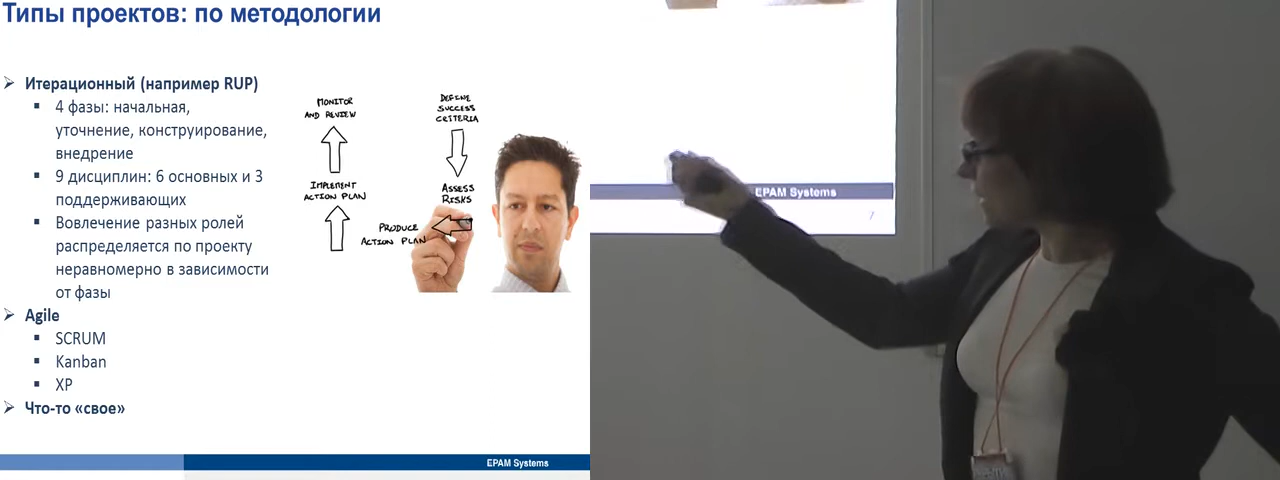 Типы проектов: по методологии
Итерационный (например RUP)
4 фазы: начальная,
уточнение, конструирование,
внедрение
9 дисциплин: 6 основных и 3
поддерживающих
Вовлечение разных ролей
распределяется по проекту
неравномерно в зависимости
от фазы
Agile
SCRUM
Kanban
XP
Что-то «свое»
MONITOR
AND REVIEW
DEFINE
SUCCESS
CRITERIA
IMPLEMENT
ACTION PLAN
ASSESS
RISKS
PRODUCE
ACTION PLAN
EPAM Systems
EPAM Systems
7